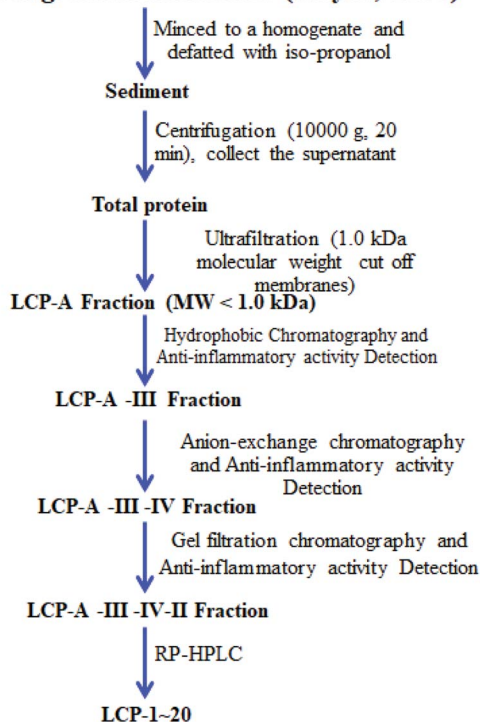 Minced to a homogenate and
defatted with iso-propanol
Sediment
Centrifugation (10000 g, 20
min), collect the supernatant
Total protein
Ultrafiltration (1.0 kDa
molecular weight cut off
membranes)
LCP-A Fraction (MW < 1.0 kDa)
Hydrophobic Chromatography and
Anti-inflammatory activity Detection
LCP-A -III Fraction
Anion-exchange chromatography
and Anti-inflammatory activity
Detection
LCP-A -III -IV Fraction
Gel filtration chromatography and
Anti-inflammatory activity Detection
LCP-A -III -IV-II Fraction
RP-HPLC
LCP-1~20